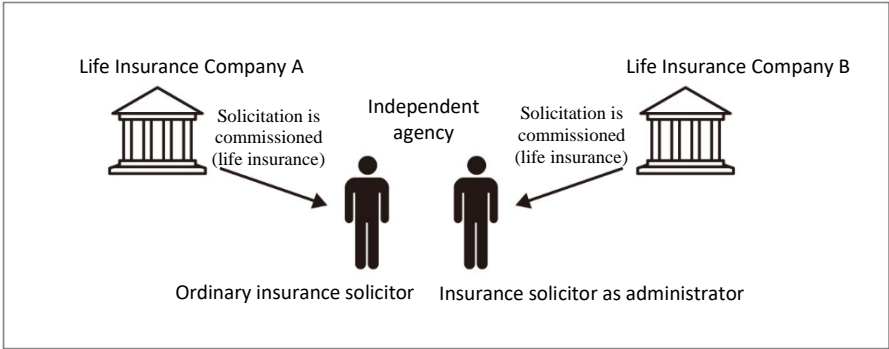 Life Insurance Company A
Life Insurance Company B
Solicitation is
commissioned
(life insurance)
Independent
agency
Solicitation is
commissioned
(life insurance)
Ordinary insurance solicitor
Insurance solicitor as administrator